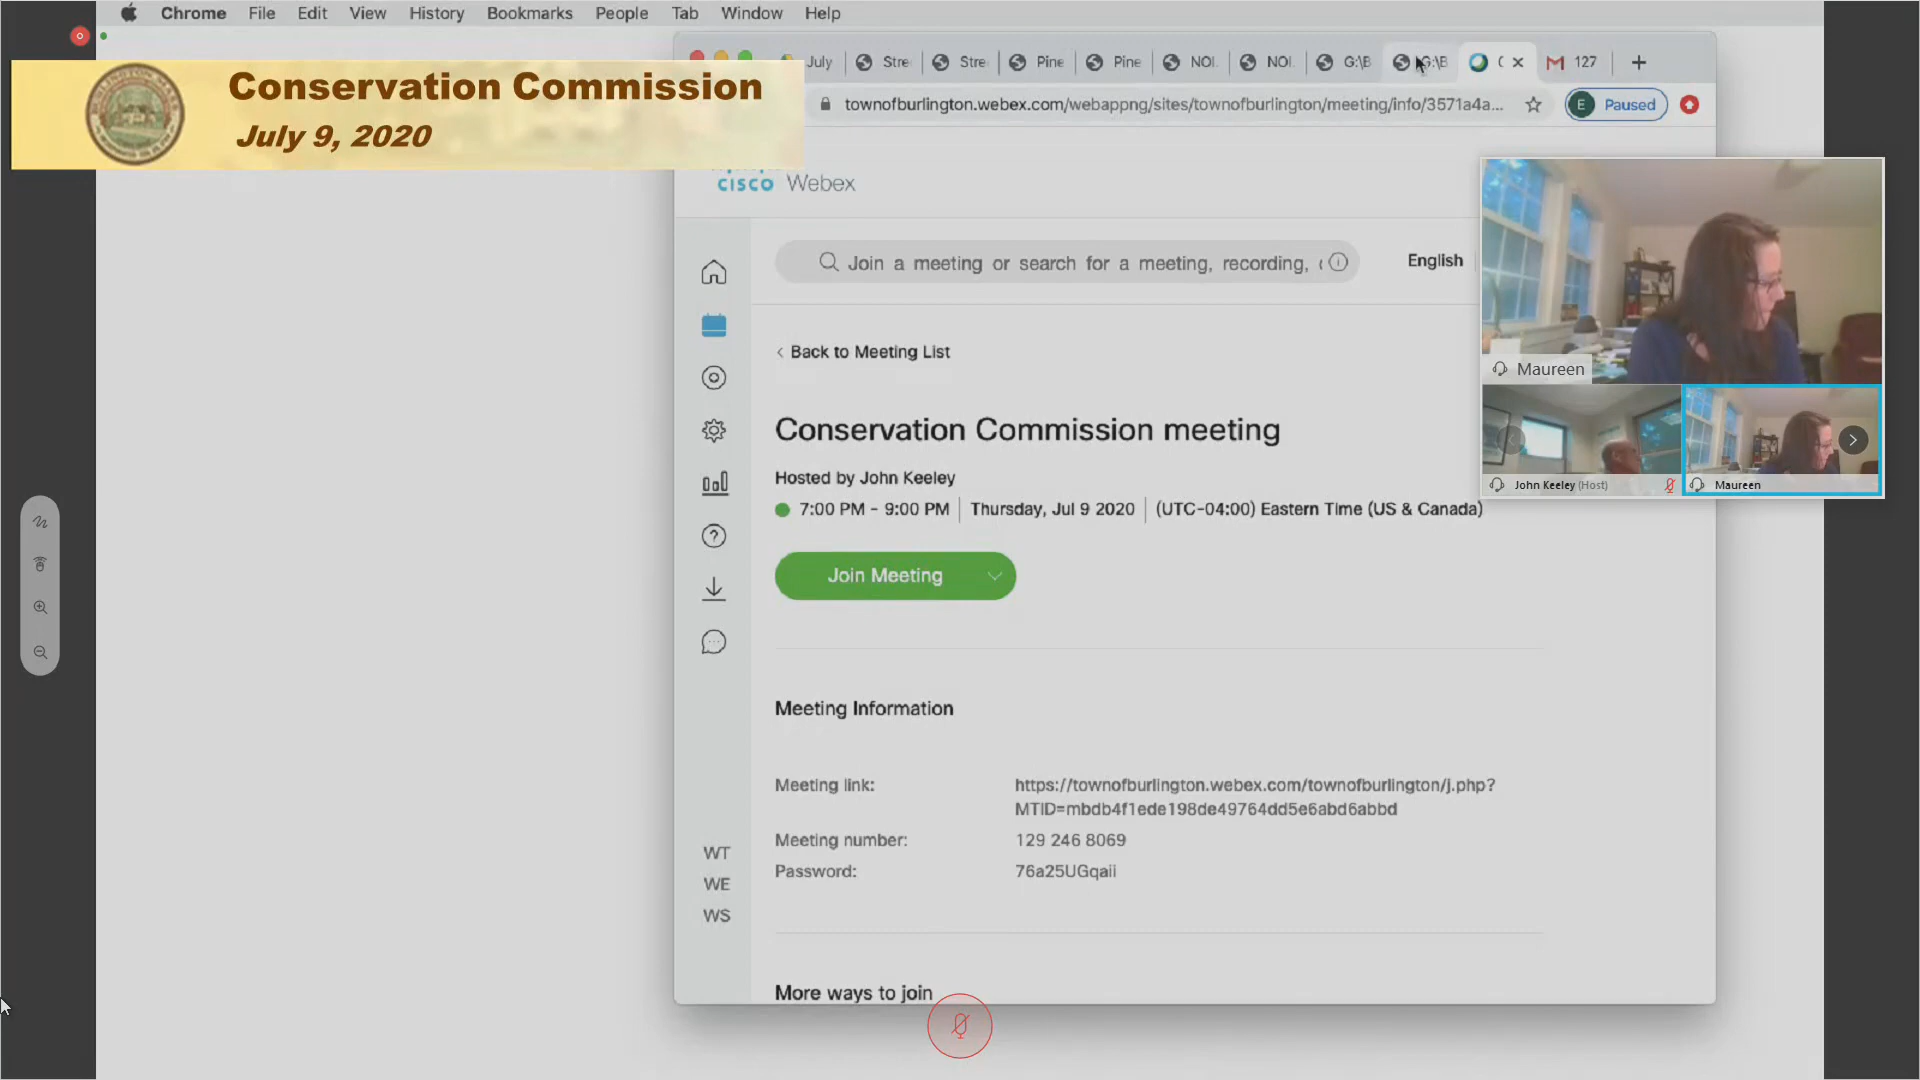 Chrome File Edit View History Bookmarks People Tab Window Help
July Stre Stre Pine Pine NOI NOI G:\B G:\B 127
Conservation Commission
July 9, 2020
townofburlington.webex.com/webappng/sites/townofburlington/meeting/info/3571a4a...
E Paused
CISCO Webex
Join a meeting or search for a meeting, recording,
English
Back to Meeting List
Maureen
Conservation Commission meeting
Hosted by John Keeley
John Keeley (Host)
Maureen
7:00 PM - 9:00 PM
Thursday, Jul 9 2020
(UTC-04:00) Eastern Time (US & Canada)
Join Meeting
Meeting Information
Meeting link:
https://townofburlington.webex.com/townofburlington/j.php?
MTID=mbdb4f1ede198de49764dd5e6abd6abbd
Meeting number:
129 246 8069
Password:
76a25UGqaii
WT
WE
WS
More ways to join